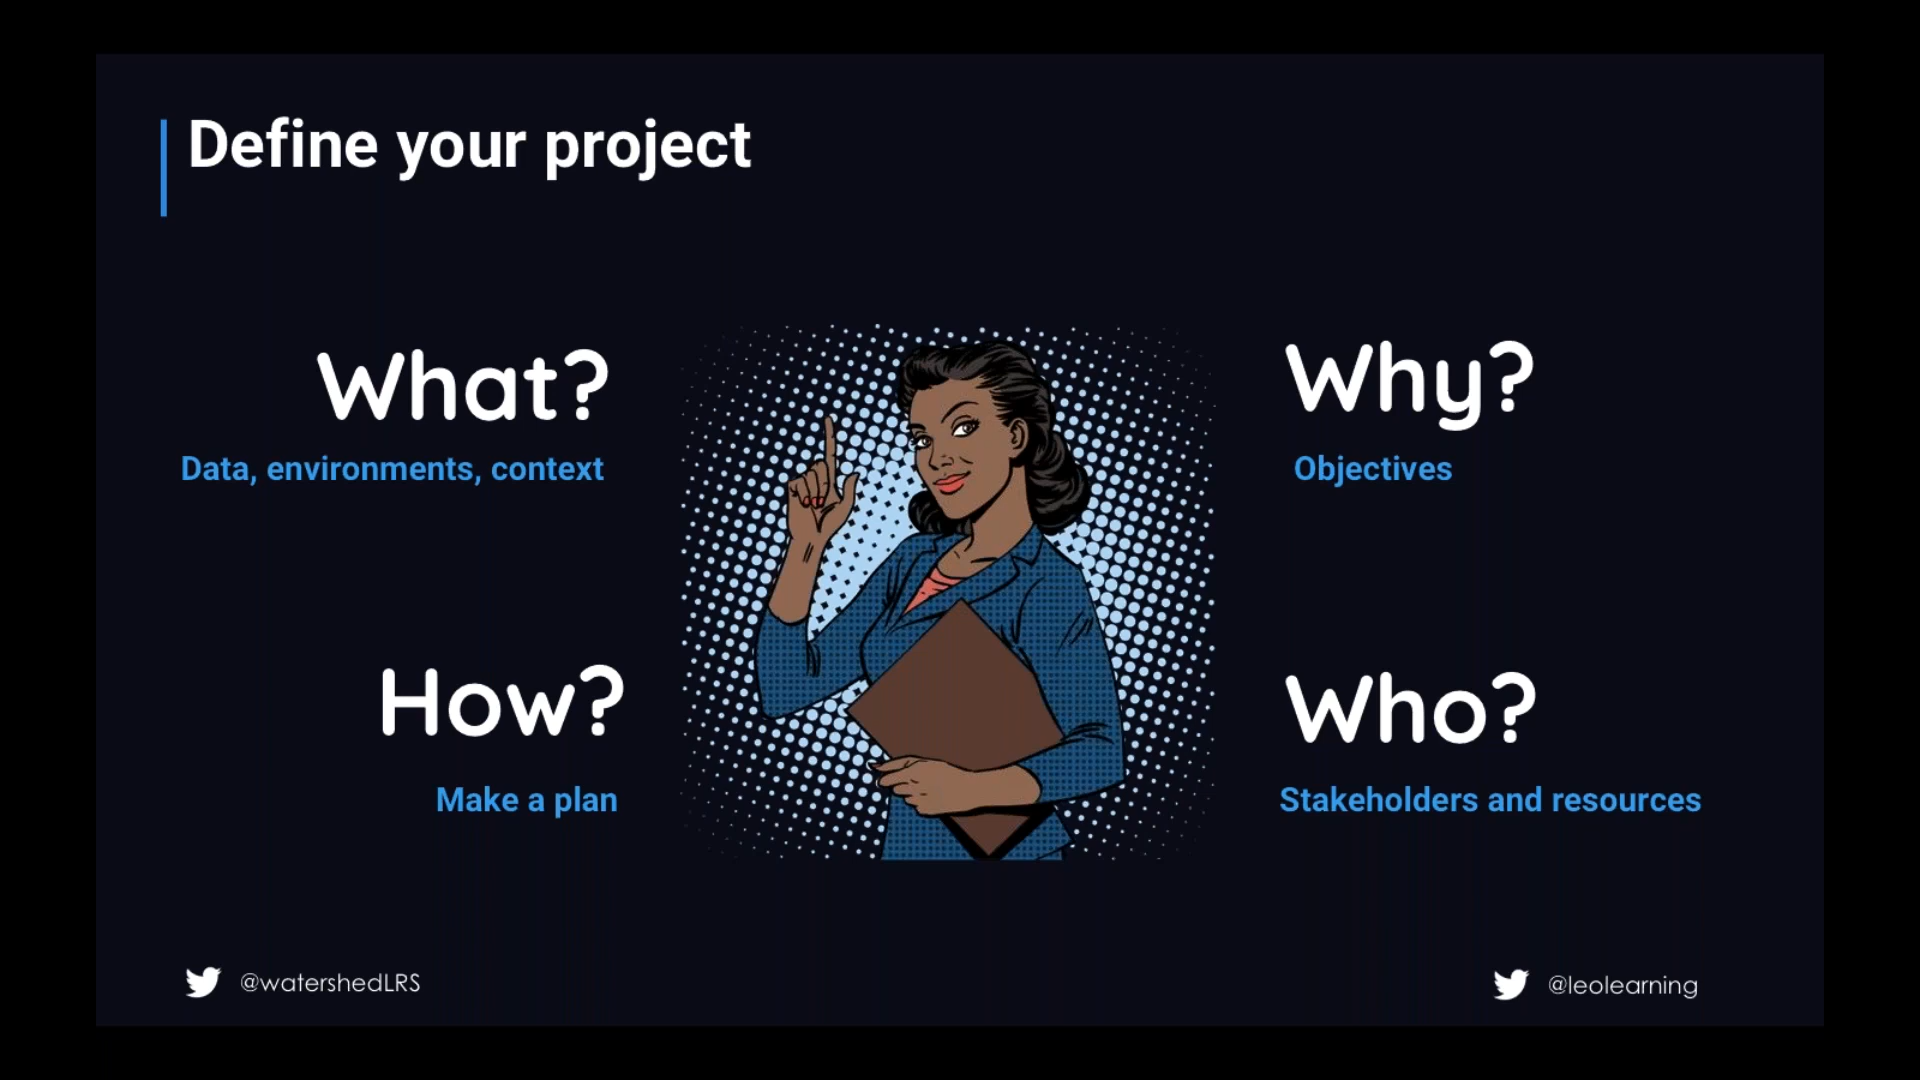 Define your project
What?
Data, environments, context
Why?
Objectives
How?
Make a plan
Who?
Stakeholders and resources
@watershedLRS
@leolearning